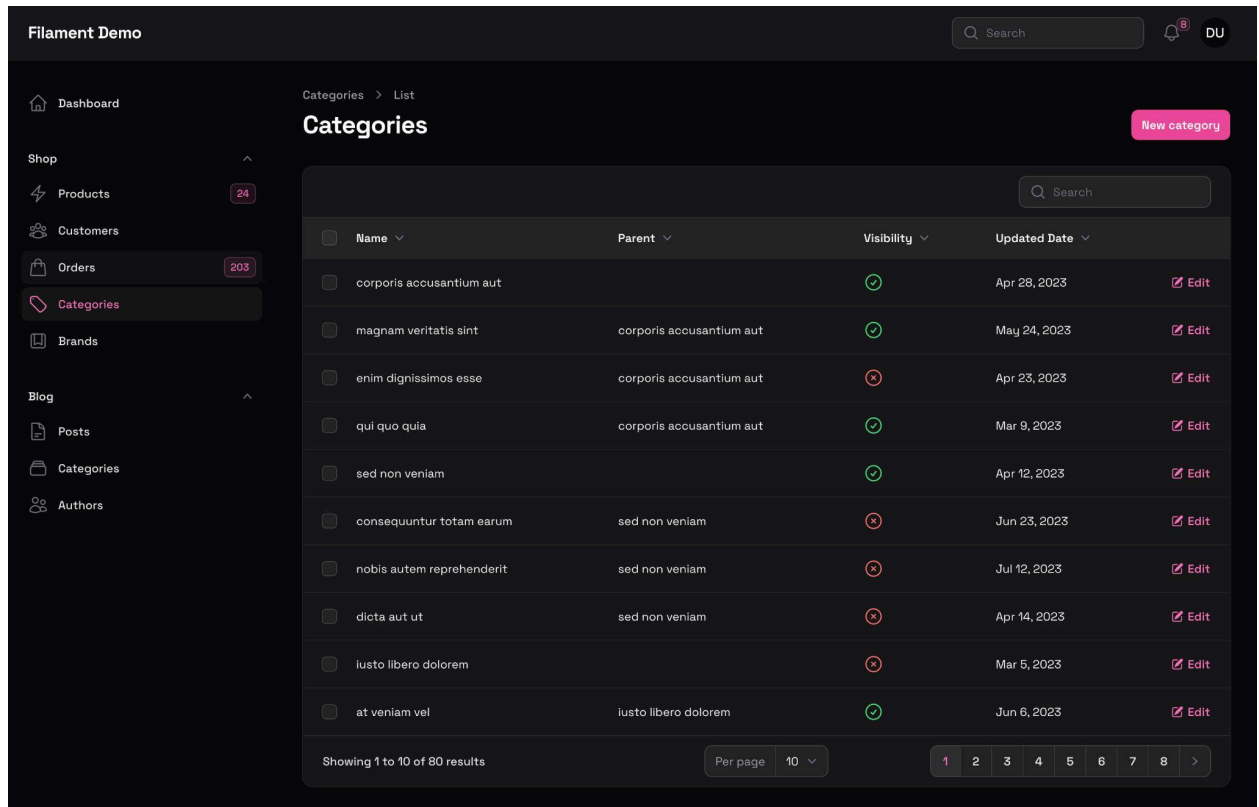 Filament Demo
Search
8
DU
Dashboard
Shop
Products 24
Customers
Orders 203
Categories
Brands
Blog
Posts
Categories
Authors
Categories > List
Categories
New category
Search
Name Parent Visibility Updated Date
corporis accusantium aut Apr 28, 2023 Edit
magnam veritatis sint corporis accusantium aut May 24, 2023 Edit
enim dignissimos esse corporis accusantium aut Apr 23, 2023 Edit
qui quo quia corporis accusantium aut Mar 9, 2023 Edit
sed non veniam Apr 12, 2023 Edit
consequuntur totam earum sed non veniam Jun 23, 2023 Edit
nobis autem reprehenderit sed non veniam Jul 12, 2023 Edit
dicta aut ut sed non veniam Apr 14, 2023 Edit
iusto libero dolorem Mar 5, 2023 Edit
at veniam vel iusto libero dolorem Jun 6, 2023 Edit
Showing 1 to 10 of 80 results Per page 10 1 2 3 4 5 6 7 8 >